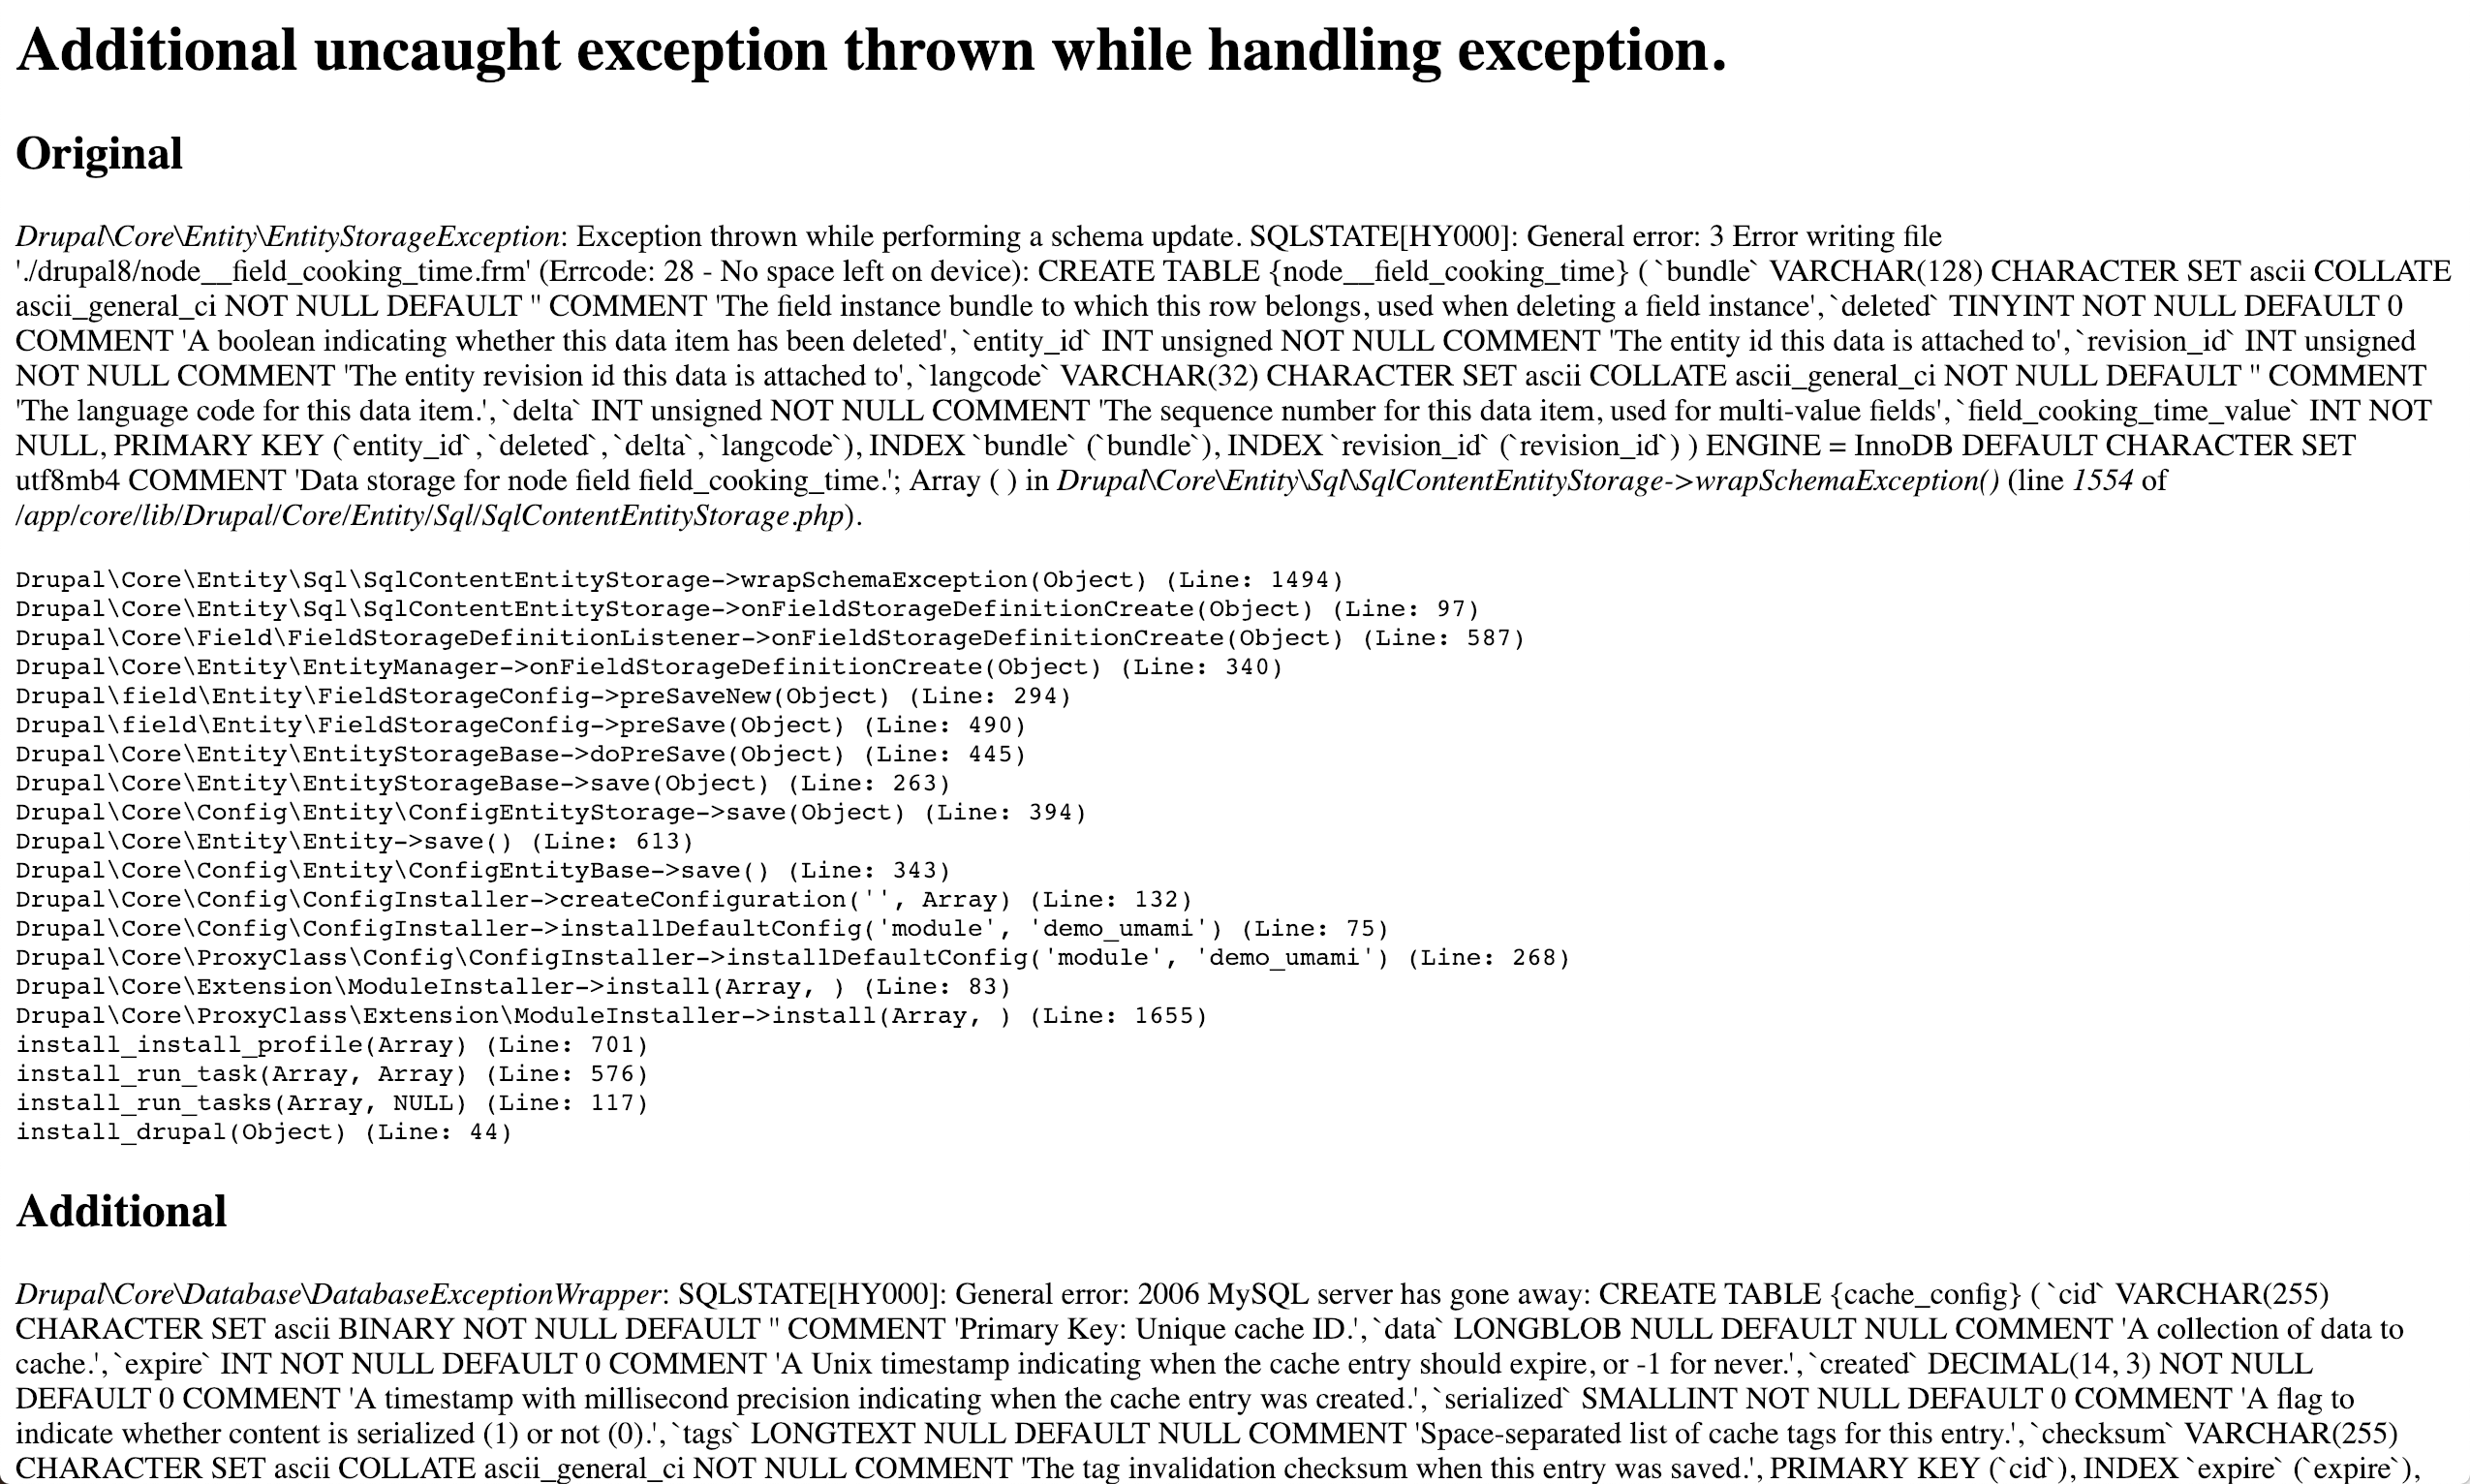 Additional uncaught exception thrown while handling exception.
Original
Drupal\Core\Entity\EntityStorageException: Exception thrown while performing a schema update. SQLSTATE[HY000]: General error: 3 Error writing file
'./drupal8/node__field_cooking_time.frm' (Errcode: 28 - No space left on device): CREATE TABLE {node__field_cooking_time} ( `bundle` VARCHAR(128) CHARACTER SET ascii COLLATE
ascii_general_ci NOT NULL DEFAULT '' COMMENT 'The field instance bundle to which this row belongs, used when deleting a field instance', `deleted` TINYINT NOT NULL DEFAULT 0
COMMENT 'A boolean indicating whether this data item has been deleted', `entity_id` INT unsigned NOT NULL COMMENT 'The entity id this data is attached to', `revision_id` INT unsigned
NOT NULL COMMENT 'The entity revision id this data is attached to', `langcode` VARCHAR(32) CHARACTER SET ascii COLLATE ascii_general_ci NOT NULL DEFAULT '' COMMENT
'The language code for this data item.', `delta` INT unsigned NOT NULL COMMENT 'The sequence number for this data item, used for multi-value fields', `field_cooking_time_value` INT NOT
NULL, PRIMARY KEY (`entity_id`, `deleted`, `delta`, `langcode`), INDEX `bundle` (`bundle`), INDEX `revision_id` (`revision_id`) ) ENGINE = InnoDB DEFAULT CHARACTER SET
utf8mb4 COMMENT 'Data storage for node field field_cooking_time.'; Array ( ) in Drupal\Core\Entity\Sql\SqlContentEntityStorage->wrapSchemaException() (line 1554 of
/app/core/lib/Drupal/Core/Entity/Sql/SqlContentEntityStorage.php).
Drupal\Core\Entity\Sql\SqlContentEntityStorage->wrapSchemaException(Object) (Line: 1494)
Drupal\Core\Entity\Sql\SqlContentEntityStorage->onFieldStorageDefinitionCreate(Object) (Line: 97)
Drupal\Core\Field\FieldStorageDefinitionListener->onFieldStorageDefinitionCreate(Object) (Line: 587)
Drupal\Core\Entity\EntityManager->onFieldStorageDefinitionCreate(Object) (Line: 340)
Drupal\field\Entity\FieldStorageConfig->preSaveNew(Object) (Line: 294)
Drupal\field\Entity\FieldStorageConfig->preSave(Object) (Line: 490)
Drupal\Core\Entity\EntityStorageBase->doPreSave(Object) (Line: 445)
Drupal\Core\Entity\EntityStorageBase->save(Object) (Line: 263)
Drupal\Core\Config\Entity\ConfigEntityStorage->save(Object) (Line: 394)
Drupal\Core\Entity\Entity->save() (Line: 613)
Drupal\Core\Config\Entity\ConfigEntityBase->save() (Line: 343)
Drupal\Core\Config\ConfigInstaller->createConfiguration('', Array) (Line: 132)
Drupal\Core\Config\ConfigInstaller->installDefaultConfig('module', 'demo_umami') (Line: 75)
Drupal\Core\ProxyClass\Config\ConfigInstaller->installDefaultConfig('module', 'demo_umami') (Line: 268)
Drupal\Core\Extension\ModuleInstaller->install(Array, ) (Line: 83)
Drupal\Core\ProxyClass\Extension\ModuleInstaller->install(Array, ) (Line: 1655)
install_install_profile(Array) (Line: 701)
install_run_task(Array, Array) (Line: 576)
install_run_tasks(Array, NULL) (Line: 117)
install_drupal(Object) (Line: 44)
Additional
Drupal\Core\Database\DatabaseExceptionWrapper: SQLSTATE[HY000]: General error: 2006 MySQL server has gone away: CREATE TABLE {cache_config} ( `cid` VARCHAR(255)
CHARACTER SET ascii BINARY NOT NULL DEFAULT '' COMMENT 'Primary Key: Unique cache ID.', `data` LONGBLOB NULL DEFAULT NULL COMMENT 'A collection of data to
cache.', `expire` INT NOT NULL DEFAULT 0 COMMENT 'A Unix timestamp indicating when the cache entry should expire, or -1 for never.', `created` DECIMAL(14, 3) NOT NULL
DEFAULT 0 COMMENT 'A timestamp with millisecond precision indicating when the cache entry was created.', `serialized` SMALLINT NOT NULL DEFAULT 0 COMMENT 'A flag to
indicate whether content is serialized (1) or not (0).', `tags` LONGTEXT NULL DEFAULT NULL COMMENT 'Space-separated list of cache tags for this entry.', `checksum` VARCHAR(255)
CHARACTER SET ascii COLLATE ascii_general_ci NOT NULL COMMENT 'The tag invalidation checksum when this entry was saved.', PRIMARY KEY (`cid`), INDEX `expire` (`expire`),